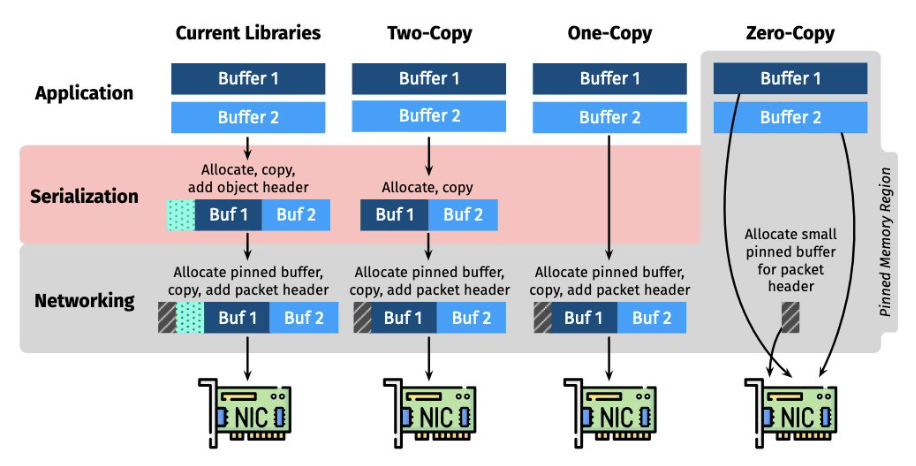 Current Libraries
Two-Copy
One-Copy
Zero-Copy
Application
Buffer 1
Buffer 1
Buffer 1
Buffer 1
Buffer 2
Buffer 2
Buffer 2
Buffer 2
Serialization
Allocate, copy,
add object header
Buf 1
Buf 2
Allocate, copy
Buf 1
Buf 2
Networking
Allocate pinned buffer,
copy, add packet header
Buf 1
Buf 2
Allocate pinned buffer,
copy, add packet header
Buf 1
Buf 2
Allocate pinned buffer,
copy, add packet header
Buf 1
Buf 2
Allocate small
pinned buffer
for packet
header
Pinned Memory Region
NIC
NIC
NIC
NIC